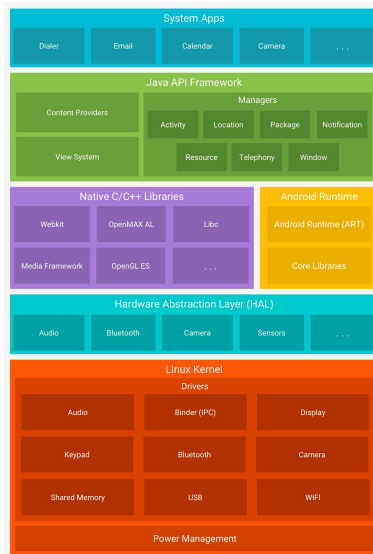 System Apps
Dialer Email Calendar Camera . . .
Java API Framework
Content Providers
View System
Managers
Activity Location Package Notification
Resource Telephony Window
Native C/C++ Libraries
Webkit OpenMAX AL Libc
Media Framework OpenGL ES . . .
Android Runtime
Android Runtime (ART)
Core Libraries
Hardware Abstraction Layer (HAL)
Audio Bluetooth Camera Sensors . . .
Linux Kernel
Drivers
Audio Binder (IPC) Display
Keypad Bluetooth Camera
Shared Memory USB WIFI
Power Management